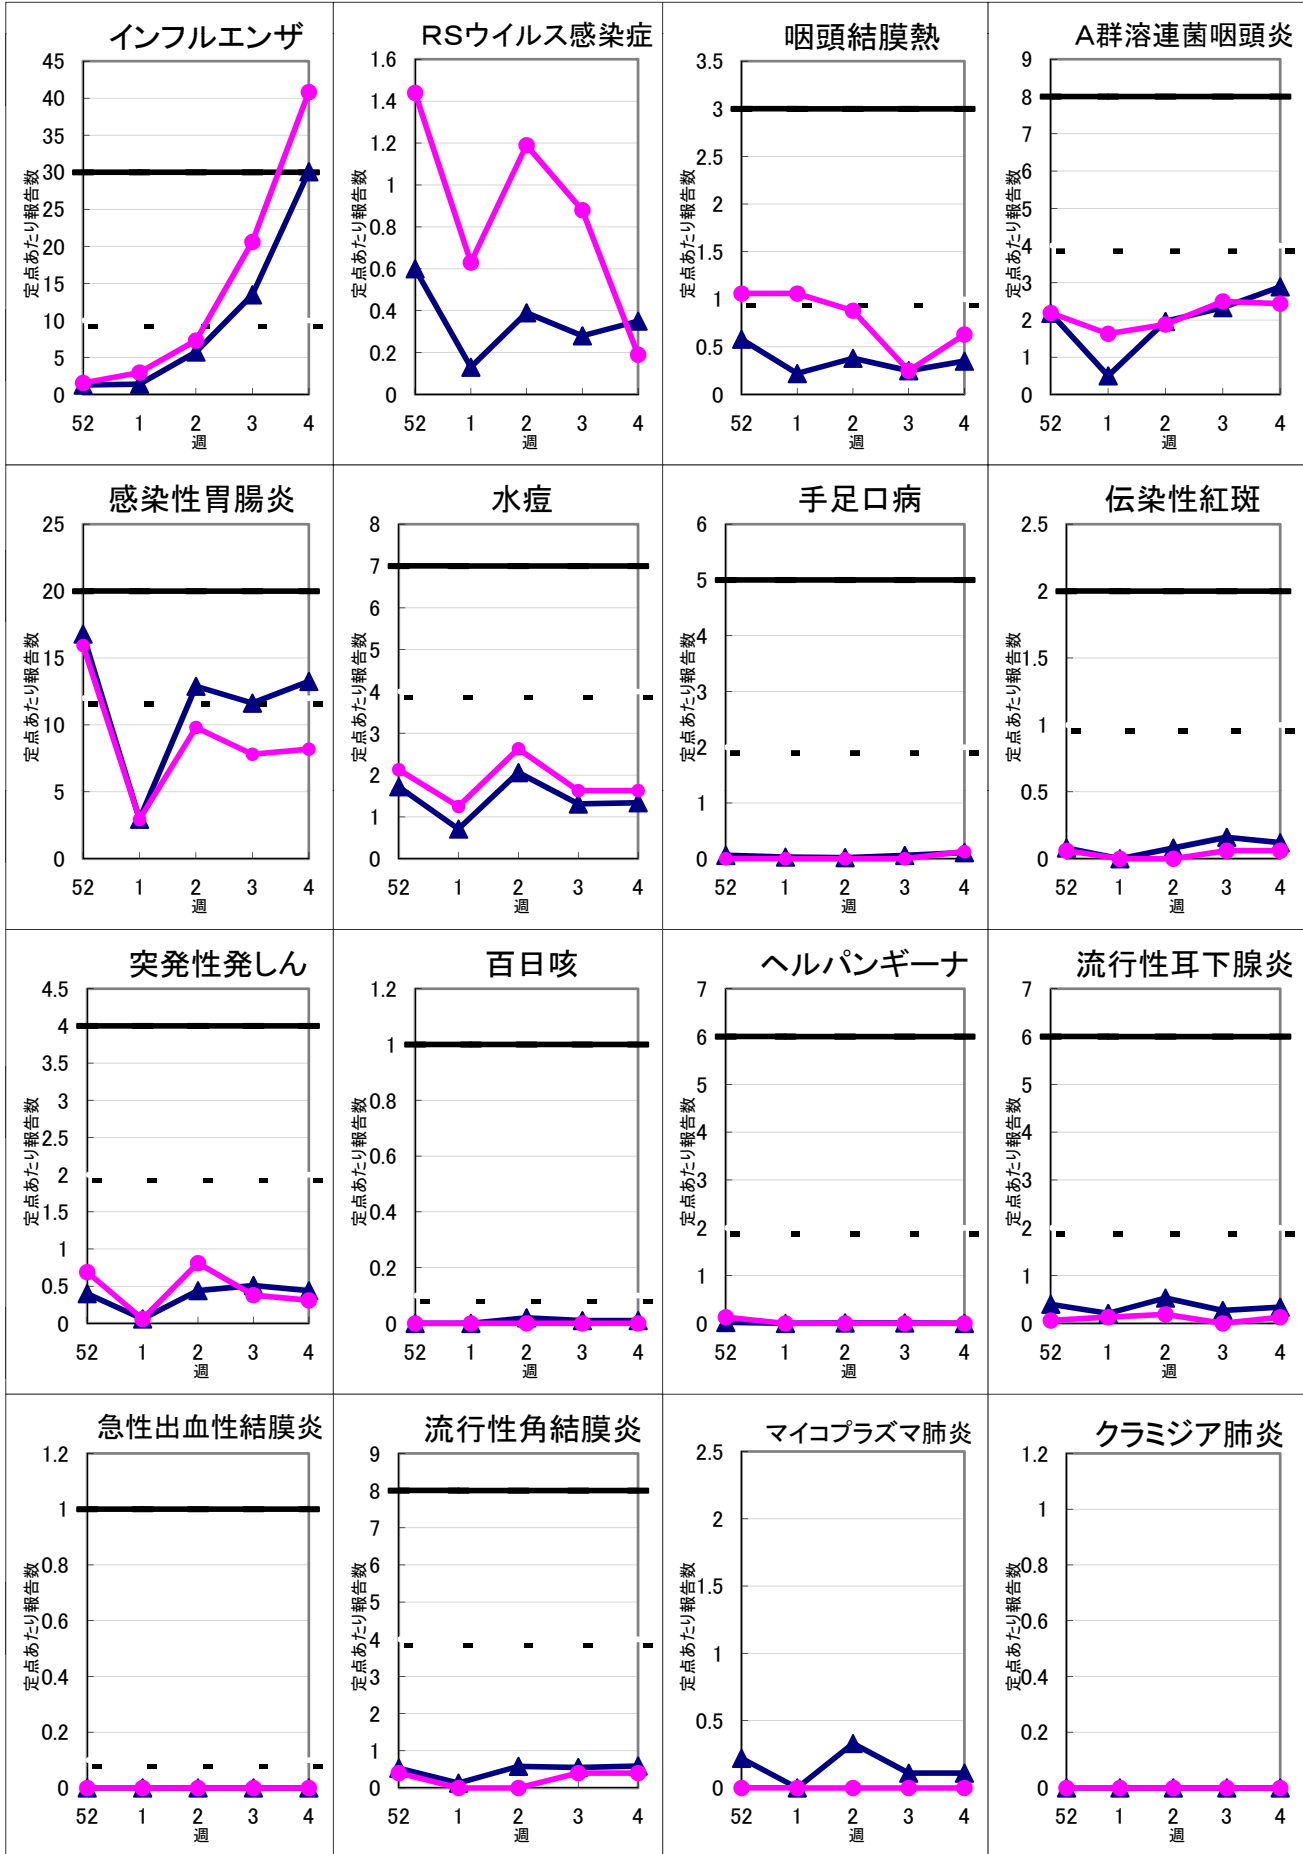 インフルエンザ
45
40
35
30
25
20
15
10
5
0
定点あたり報告数
52 1 2 3 4
週
RSウイルス感染症
1.6
1.4
1.2
1
0.8
0.6
0.4
0.2
0
定点あたり報告数
52 1 2 3 4
週
咽頭結膜熱
3.5
3
2.5
2
1.5
1
0.5
0
定点あたり報告数
52 1 2 3 4
週
A群溶連菌咽頭炎
9
8
7
6
5
4
3
2
1
0
定点あたり報告数
52 1 2 3 4
週
感染性胃腸炎
25
20
15
10
5
0
定点あたり報告数
52 1 2 3 4
週
水痘
8
7
6
5
4
3
2
1
0
定点あたり報告数
52 1 2 3 4
週
手足口病
6
5
4
3
2
1
0
定点あたり報告数
52 1 2 3 4
週
伝染性紅斑
2.5
2
1.5
1
0.5
0
定点あたり報告数
52 1 2 3 4
週
突発性発しん
4.5
4
3.5
3
2.5
2
1.5
1
0.5
0
定点あたり報告数
52 1 2 3 4
週
百日咳
1.2
1
0.8
0.6
0.4
0.2
0
定点あたり報告数
52 1 2 3 4
週
ヘルパンギーナ
7
6
5
4
3
2
1
0
定点あたり報告数
52 1 2 3 4
週
流行性耳下腺炎
7
6
5
4
3
2
1
0
定点あたり報告数
52 1 2 3 4
週
急性出血性結膜炎
1.2
1
0.8
0.6
0.4
0.2
0
定点あたり報告数
52 1 2 3 4
週
流行性角結膜炎
9
8
7
6
5
4
3
2
1
0
定点あたり報告数
52 1 2 3 4
週
マイコプラズマ肺炎
2.5
2
1.5
1
0.5
0
定点あたり報告数
52 1 2 3 4
週
クラミジア肺炎
1.2
1
0.8
0.6
0.4
0.2
0
定点あたり報告数
52 1 2 3 4
週